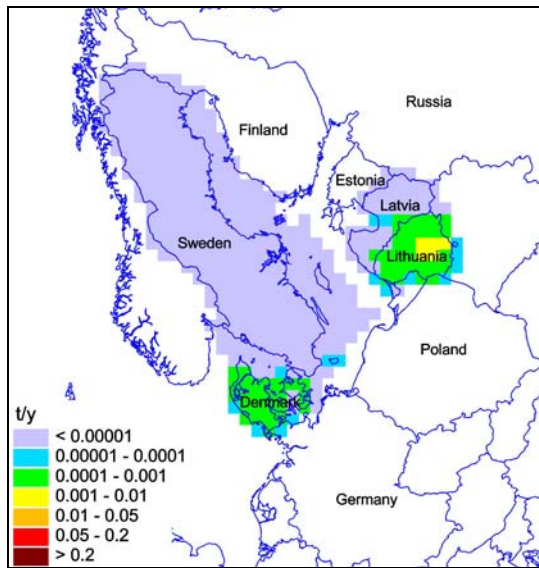 Russia
Finland
Estonia
Latvia
Sweden
Lithuania
Poland
Denmark
Germany
t/y
< 0.00001
0.00001 - 0.0001
0.0001 - 0.001
0.001 - 0.01
0.01 - 0.05
0.05 - 0.2
> 0.2